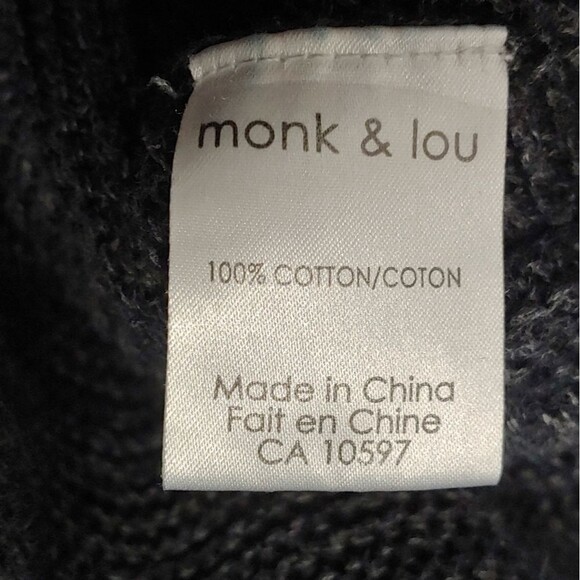 monk & lou
100% COTTON/COTON
Made in China
Fait en Chine
CA 10597